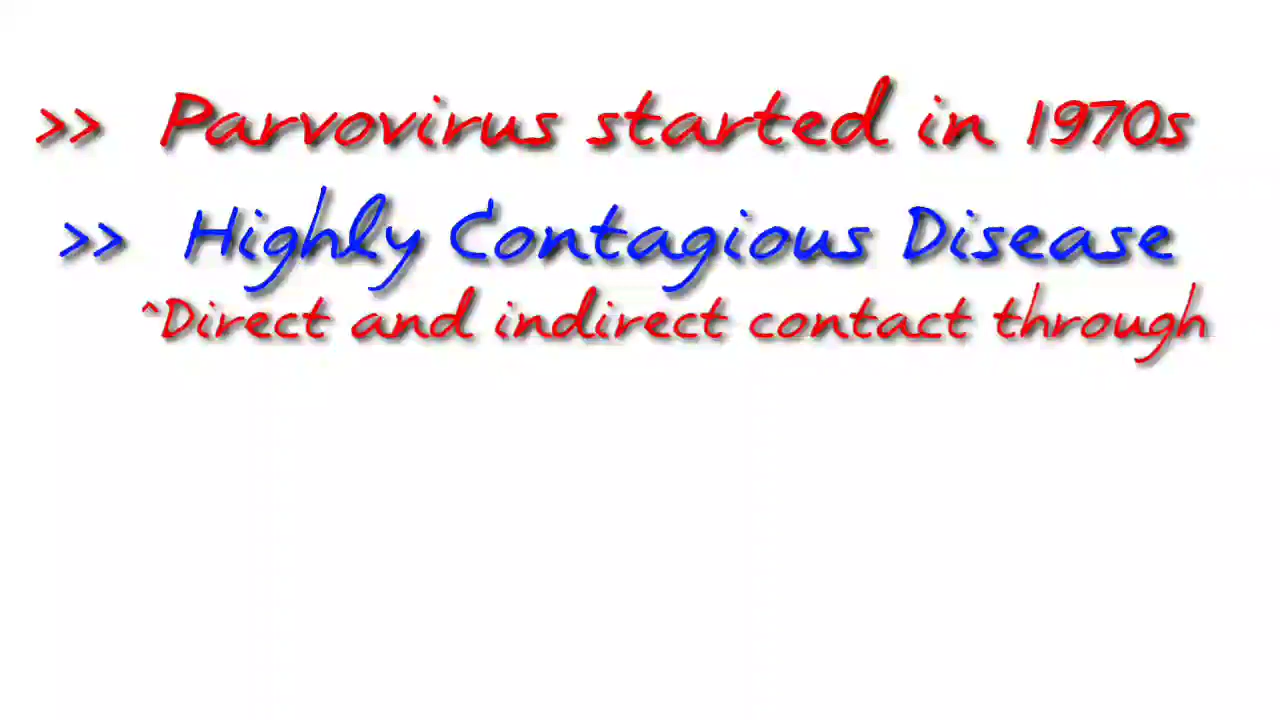 >> Parvovirus started in 1970s
>> Highly Contagious Disease
^Direct and indirect contact through